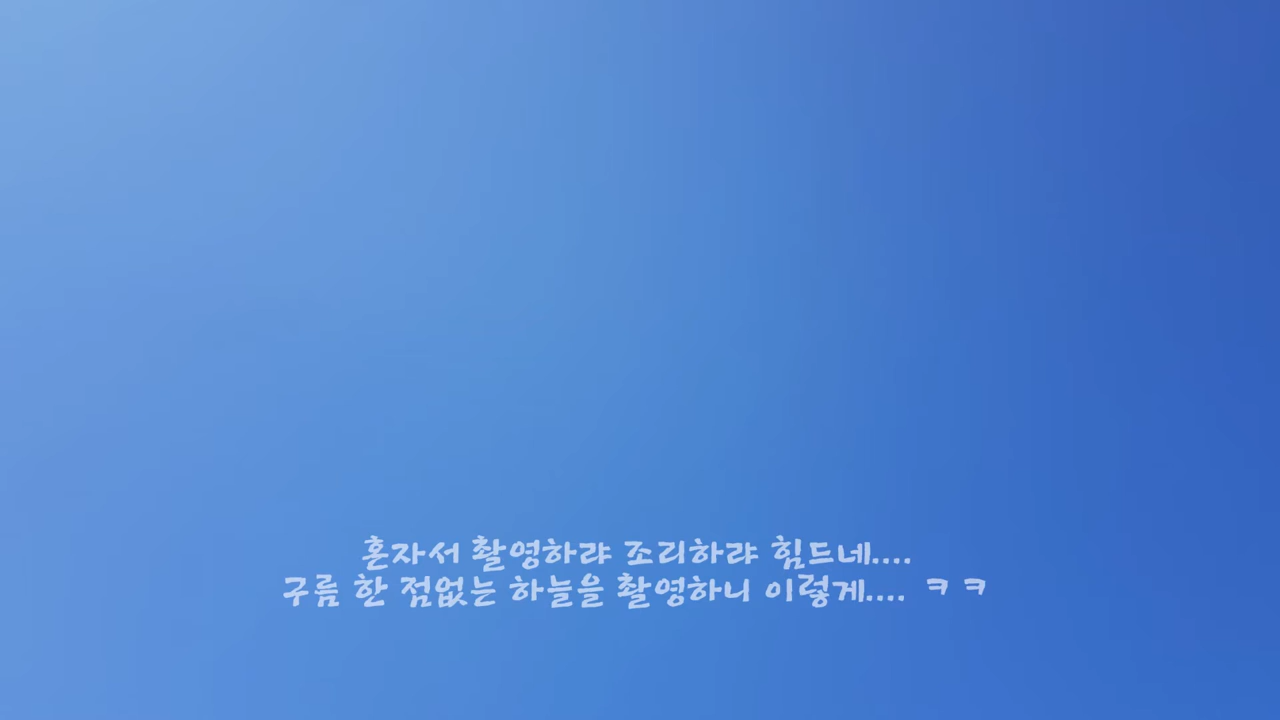 혼자서 촬영하랴 조리하랴 힘드네....
구름 한 점없는 하늘을 촬영하니 이렇게.... ㅋ ㅋ